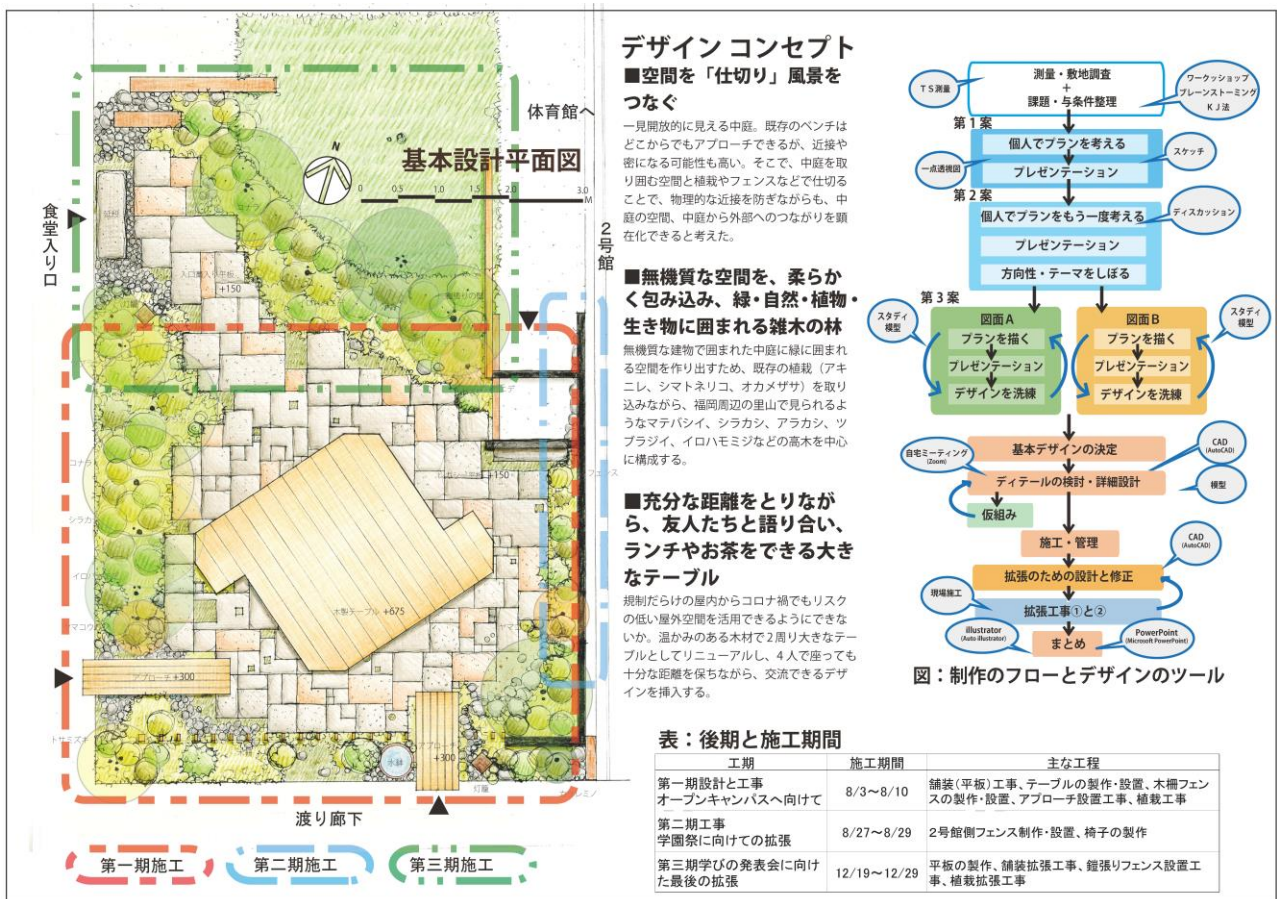 体育館へ
基本設計平面図
N
0 0.5 1.0 2.0 3.0
M
食堂入り口
2号館
+150
灯籠
コナラ
シラカシ
+150
フェンス
木製テーブル +675
アプローチ +300
トサミズキ
アプローチ
+300
水鉢
灯籠
渡り廊下
第一期施工
第二期施工
第三期施工
デザイン コンセプト
■空間を「仕切り」風景を
つなぐ
一見開放的に見える中庭。既存のベンチは
どこからでもアプローチできるが、近接や
密になる可能性も高い。そこで、中庭を取
り囲む空間と植栽やフェンスなどで仕切る
ことで、物理的な近接を防ぎながらも、中
庭の空間、中庭から外部へのつながりを顕
在化できると考えた。
■無機質な空間を、柔らか
く包み込み、緑・自然・植物・
生き物に囲まれる雑木の林
無機質な建物で囲まれた中庭に緑に囲まれ
る空間を作り出すため、既存の植栽（アキ
ニレ、シマトネリコ、オカメザサ）を取り
込みながら、福岡周辺の里山で見られるよ
うなマテバシイ、シラカシ、アラカシ、ツ
ブラジイ、イロハモミジなどの高木を中心
に構成する。
■充分な距離をとりなが
ら、友人たちと語り合い、
ランチやお茶をできる大き
なテーブル
規制だらけの屋内からコロナ禍でもリスク
の低い屋外空間を活用できるようにできな
いか。温かみのある木材で2周り大きなテー
ブルとしてリニューアルし、4人で座っても
十分な距離を保ちながら、交流できるデザ
インを挿入する。
TS測量
測量・敷地調査
+
課題・与条件整理
ワークッショップ
ブレーンストーミング
KJ法
第1案
個人でプランを考える
一点透視図
スケッチ
プレゼンテーション
第2案
個人でプランをもう一度考える
ディスカッション
プレゼンテーション
方向性・テーマをしぼる
第3案
スタディ
模型
図面A
プランを描く
プレゼンテーション
デザインを洗練
図面B
プランを描く
プレゼンテーション
デザインを洗練
スタディ
模型
基本デザインの決定
CAD
(AutoCAD)
自宅ミーティング
(Zoom)
ディテールの検討・詳細設計
模型
仮組み
施工・管理
CAD
(AutoCAD)
拡張のための設計と修正
現場施工
拡張工事①と②
illustrator
(Auto illustrator)
まとめ
PowerPoint
(Microsoft PowerPoint)
図：制作のフローとデザインのツール
表：後期と施工期間
工期 施工期間 主な工程
第一期設計と工事
オープンキャンパスへ向けて
8/3～8/10
舗装（平板）工事、テーブルの製作・設置、木柵フェン
スの製作・設置、アプローチ設置工事、植栽工事
第二期工事
学園祭に向けての拡張
8/27～8/29
2号館側フェンス制作・設置、椅子の製作
第三期学びの発表会に向け
た最後の拡張
12/19～12/29
平板の製作、舗装拡張工事、鎧張りフェンス設置工
事、植栽拡張工事